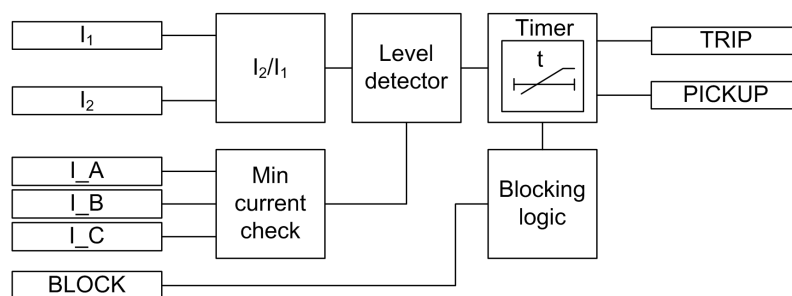 I₁
I₂
I₂/I₁
Level
detector
Timer
t
TRIP
PICKUP
I_A
I_B
I_C
Min
current
check
Blocking
logic
BLOCK